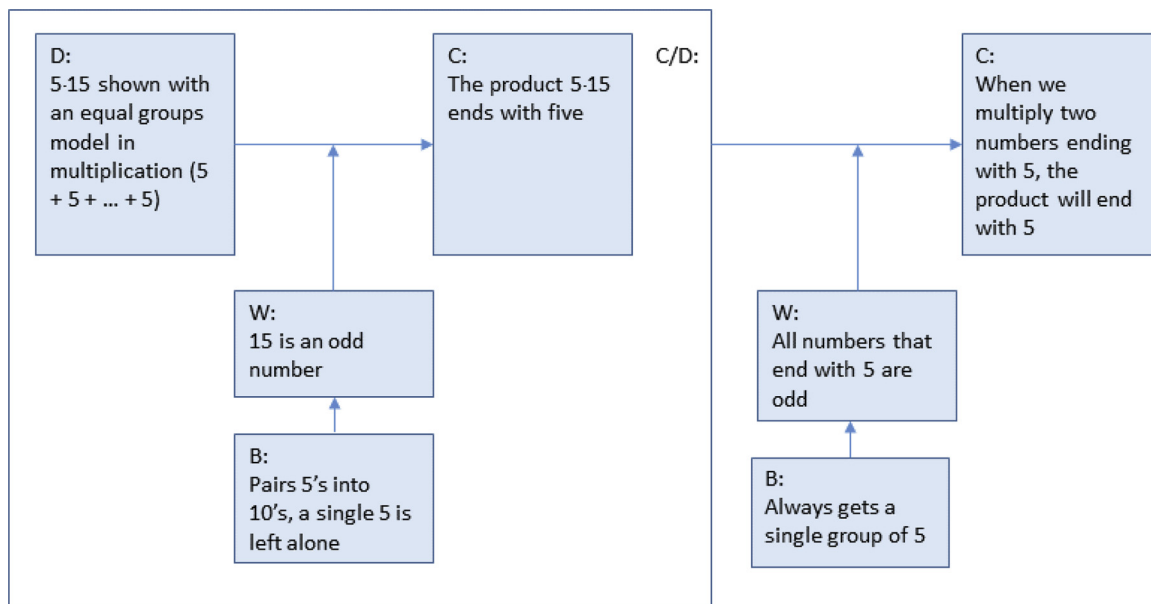 D:
5·15 shown with
an equal groups
model in
multiplication (5
+ 5 + ... + 5)
C:
The product 5·15
ends with five
W:
15 is an odd
number
B:
Pairs 5’s into
10’s, a single 5 is
left alone
C/D:
C:
When we
multiply two
numbers ending
with 5, the
product will end
with 5
W:
All numbers that
end with 5 are
odd
B:
Always gets a
single group of 5